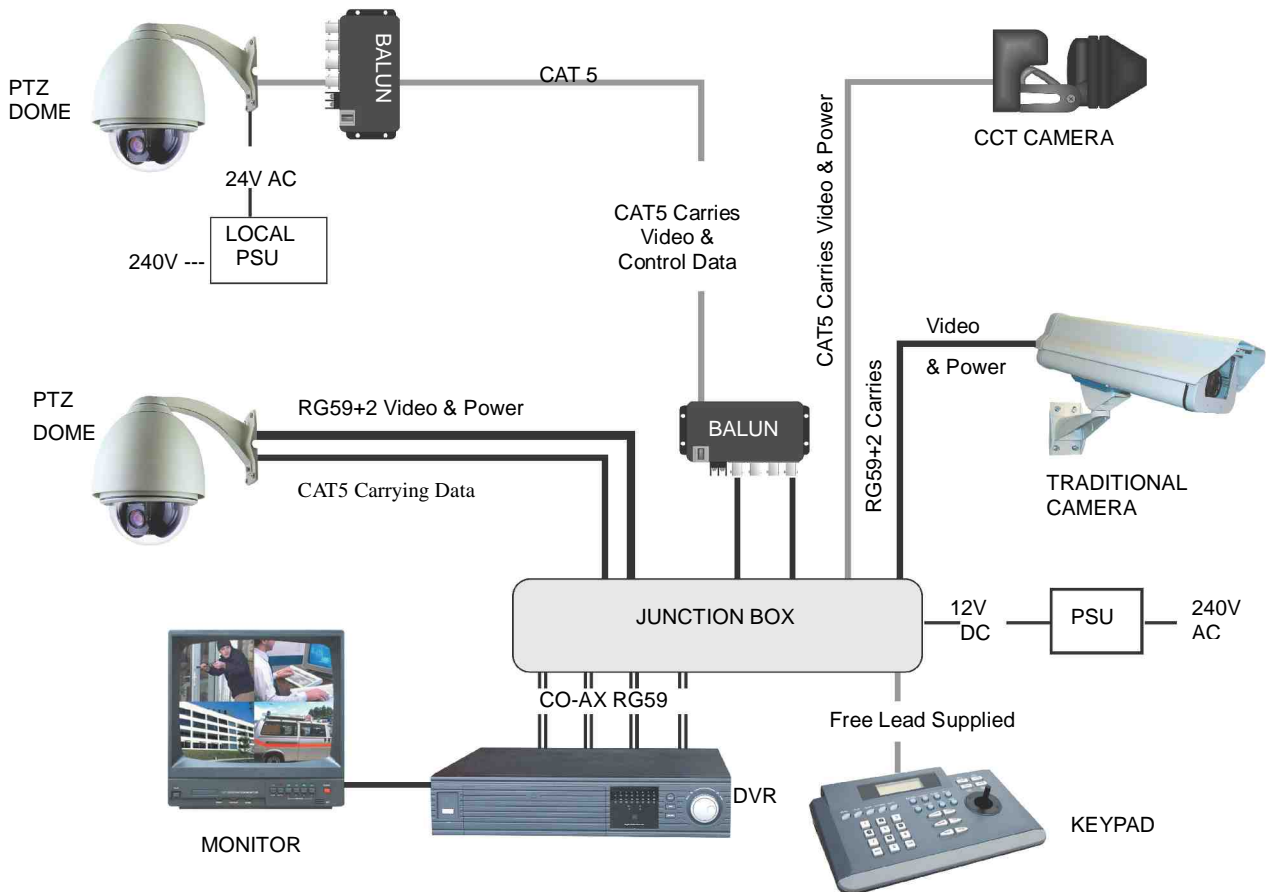 PTZ
DOME
BALUN
CAT 5
24V AC
LOCAL
PSU
240V ---
CAT5 Carries
Video &
Control Data
CAT5 Carries Video & Power
CCT CAMERA
RG59+2 Carries
Video
& Power
TRADITIONAL
CAMERA
PTZ
DOME
RG59+2 Video & Power
CAT5 Carrying Data
BALUN
JUNCTION BOX
12V
DC
PSU
240V
AC
CO-AX RG59
Free Lead Supplied
MONITOR
DVR
KEYPAD